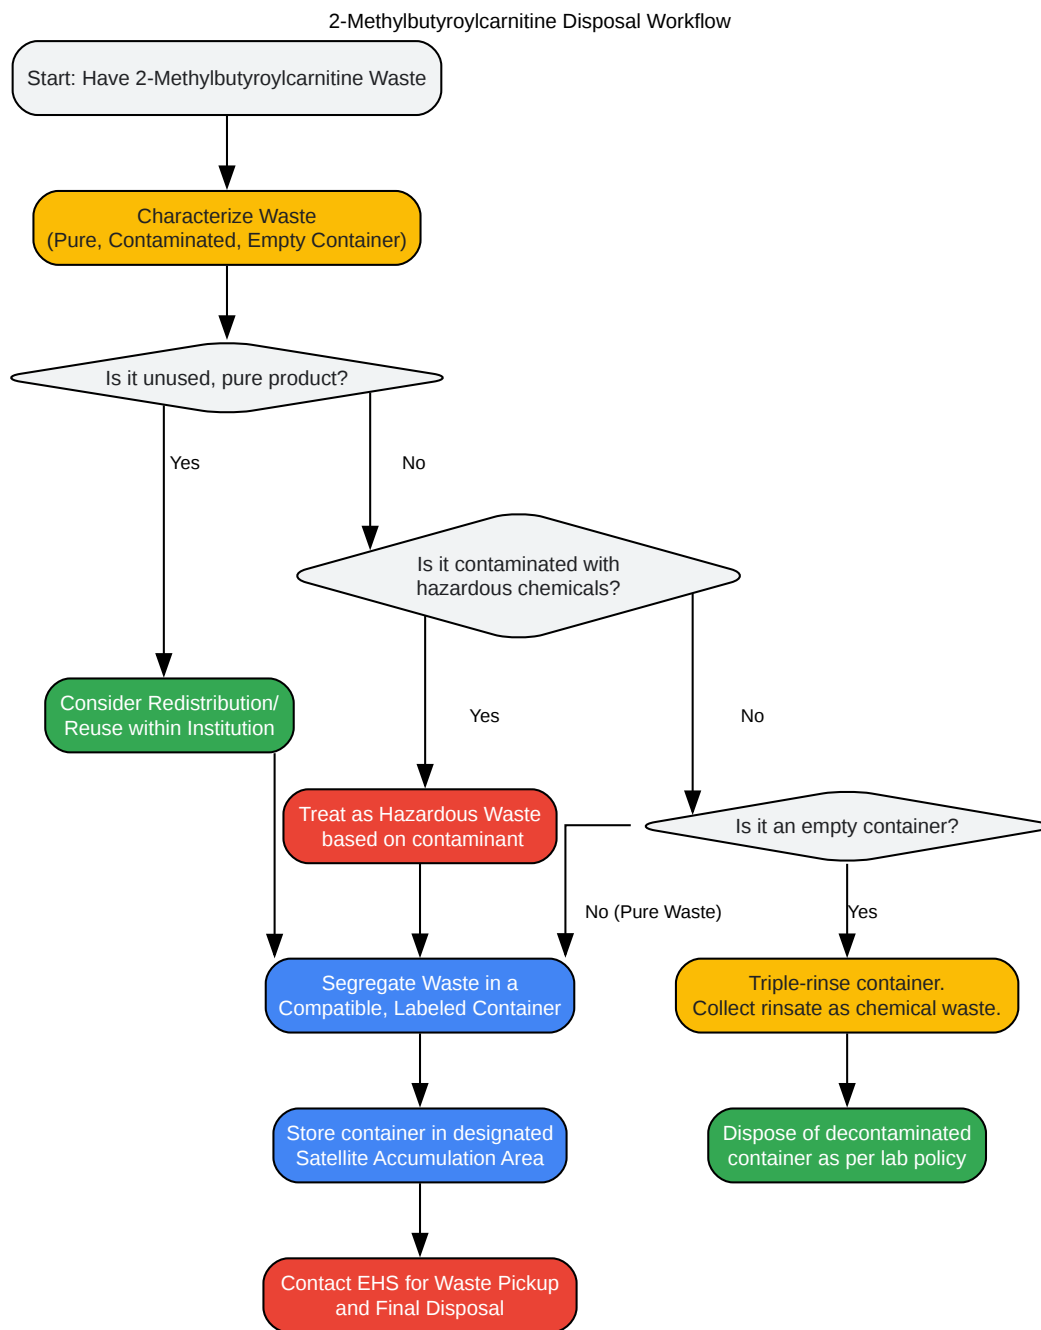 2-Methylbutyroylcarnitine Disposal Workflow
Start: Have 2-Methylbutyroylcarnitine Waste
Characterize Waste
(Pure, Contaminated, Empty Container)
Is it unused, pure product?
Yes
No
Is it contaminated with
hazardous chemicals?
Consider Redistribution/
Reuse within Institution
Yes
No
Treat as Hazardous Waste
based on contaminant
Is it an empty container?
No (Pure Waste)
Yes
Segregate Waste in a
Compatible, Labeled Container
Triple-rinse container.
Collect rinsate as chemical waste.
Store container in designated
Satellite Accumulation Area
Dispose of decontaminated
container as per lab policy
Contact EHS for Waste Pickup
and Final Disposal